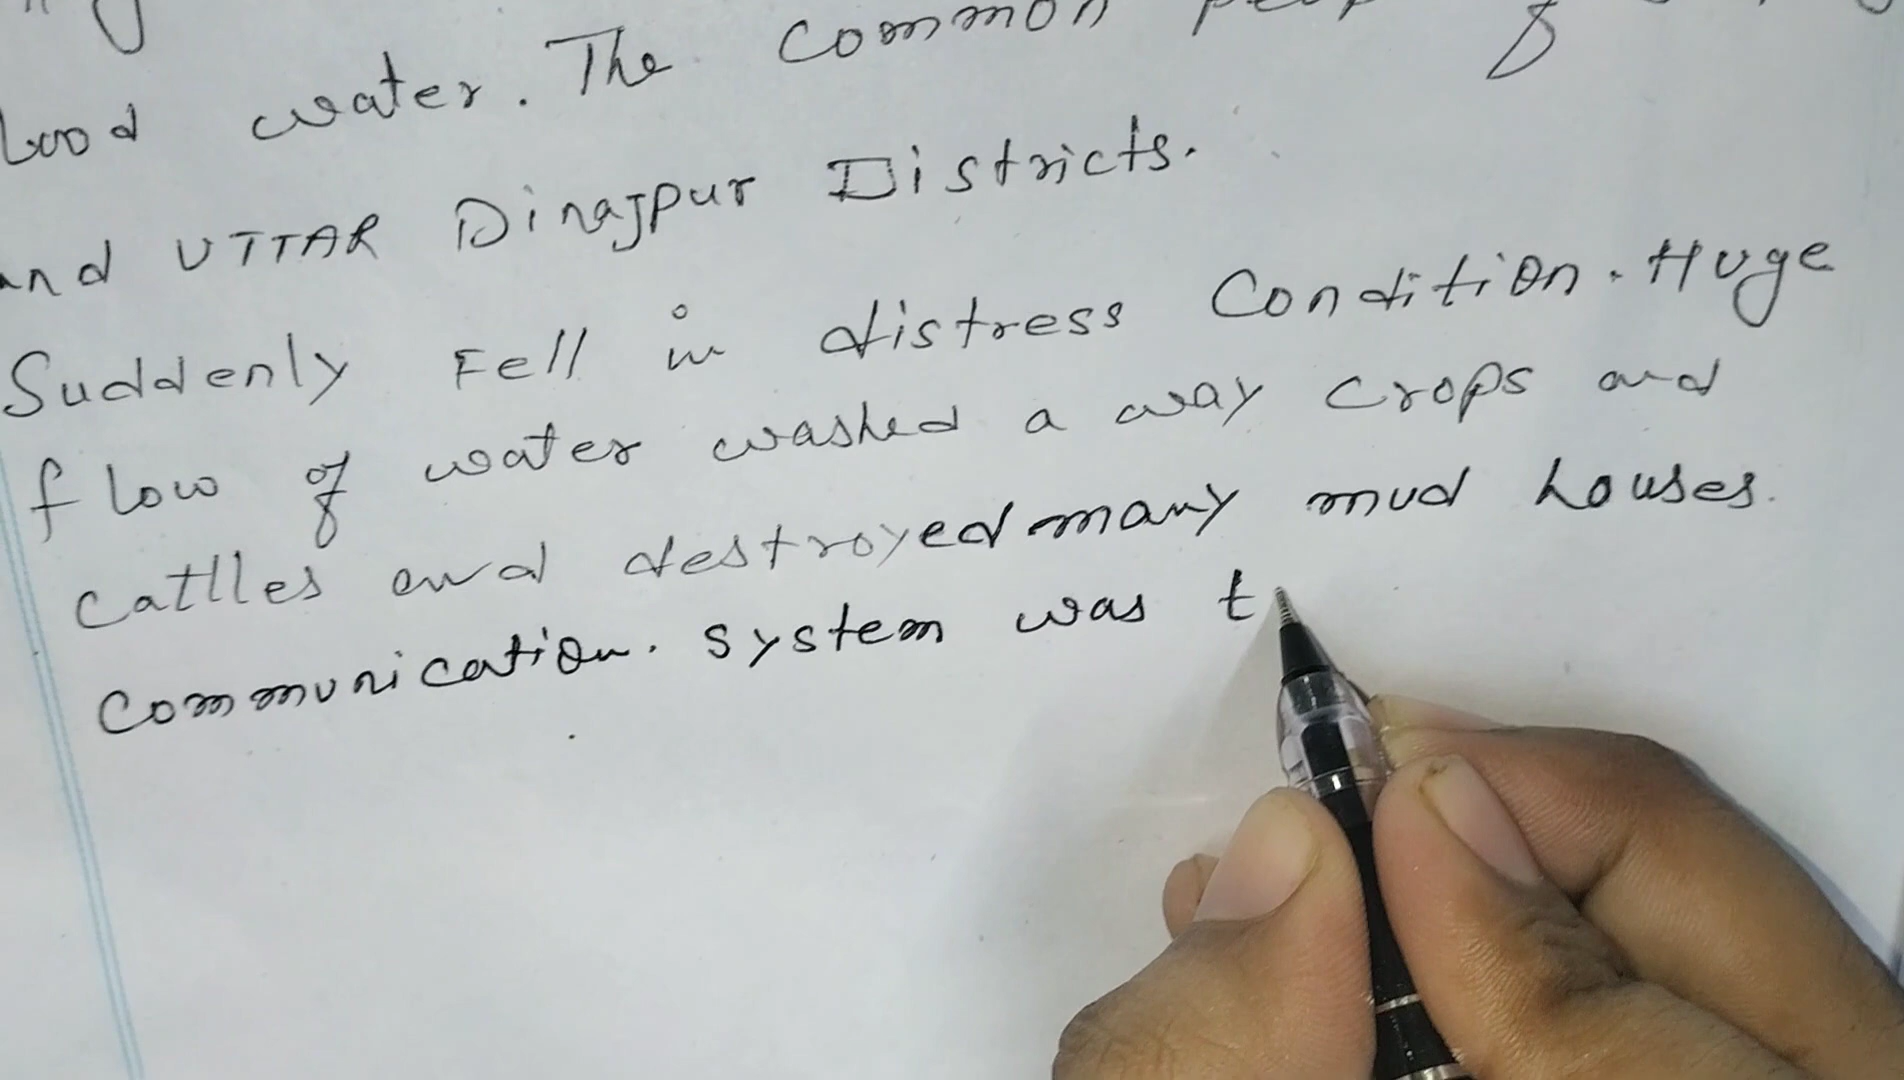 water. The common
and UTTAR Dinajpur Districts.
Suddenly Fell in distress Condition. Huge
flow of water washed a way crops and
catlles and destroyed many mud houses.
Communication. system was t